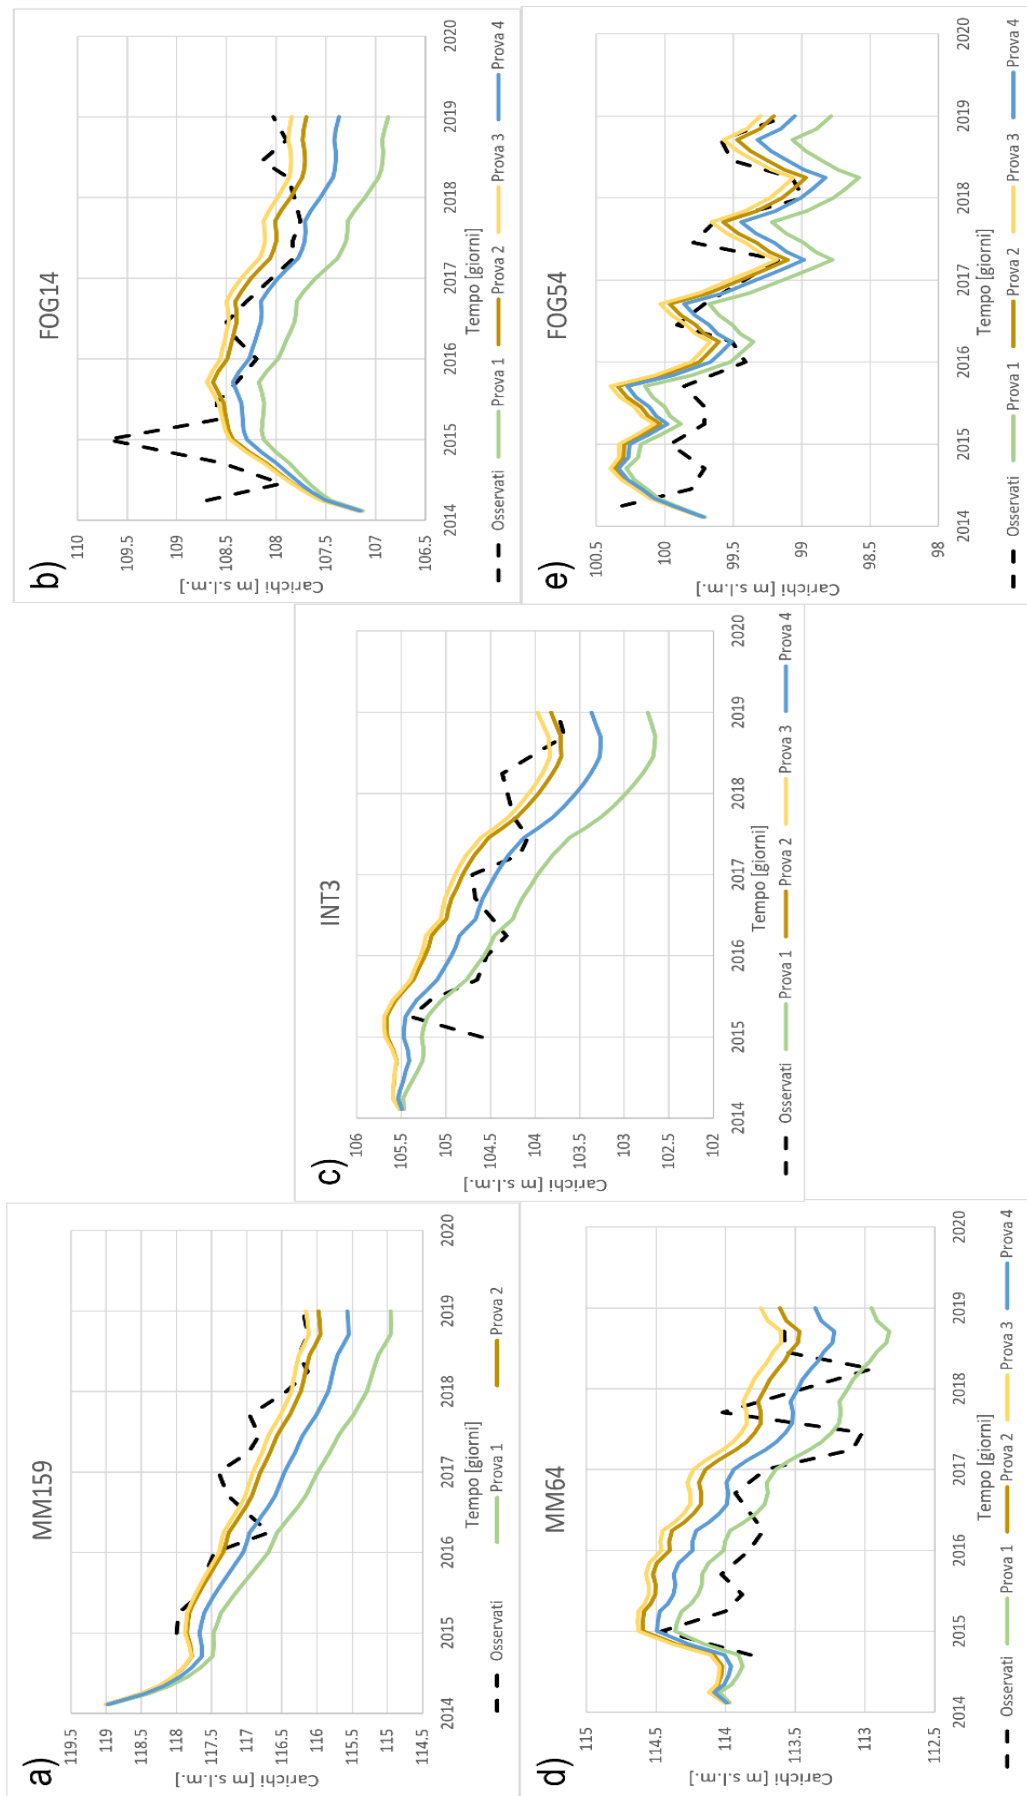 a)
MM159
Carichi [m s.l.m.]
119.5
119
118.5
118
117.5
117
116.5
116
115.5
115
114.5
2014 2015 2016 2017 2018 2019 2020
Tempo [giorni]
Osservati Prova 1 Prova 2
b)
FOG14
Carichi [m s.l.m.]
110
109.5
109
108.5
108
107.5
107
106.5
2014 2015 2016 2017 2018 2019 2020
Tempo [giorni]
Osservati Prova 1 Prova 2 Prova 3 Prova 4
c)
INT3
Carichi [m s.l.m.]
106
105.5
105
104.5
104
103.5
103
102.5
102
2014 2015 2016 2017 2018 2019 2020
Tempo [giorni]
Osservati Prova 1 Prova 2 Prova 3 Prova 4
d)
MM64
Carichi [m s.l.m.]
115
114.5
114
113.5
113
112.5
2014 2015 2016 2017 2018 2019 2020
Tempo [giorni]
Osservati Prova 1 Prova 2 Prova 3 Prova 4
e)
FOG54
Carichi [m s.l.m.]
100.5
100
99.5
99
98.5
98
2014 2015 2016 2017 2018 2019 2020
Tempo [giorni]
Osservati Prova 1 Prova 2 Prova 3 Prova 4